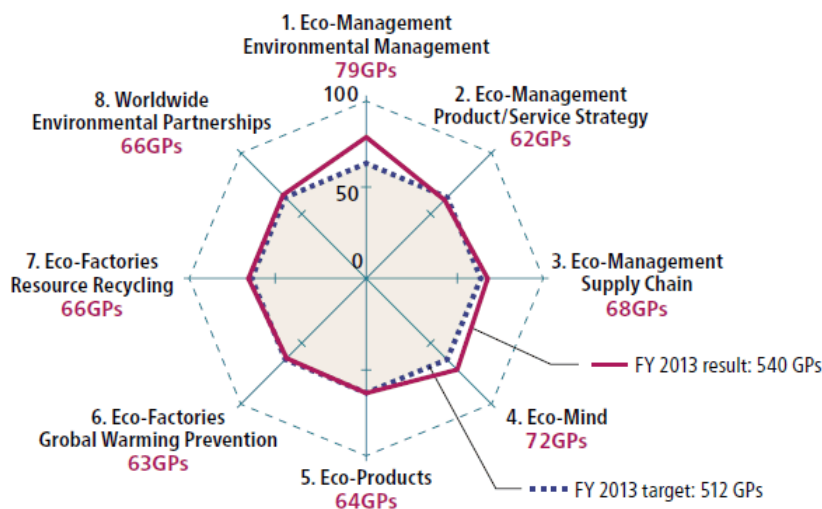 1. Eco-Management
Environmental Management
79GPs
100
2. Eco-Management
Product/Service Strategy
62GPs
8. Worldwide
Environmental Partnerships
66GPs
50
0
7. Eco-Factories
Resource Recycling
66GPs
3. Eco-Management
Supply Chain
68GPs
FY 2013 result: 540 GPs
6. Eco-Factories
Grobal Warming Prevention
63GPs
4. Eco-Mind
72GPs
5. Eco-Products
64GPs
FY 2013 target: 512 GPs